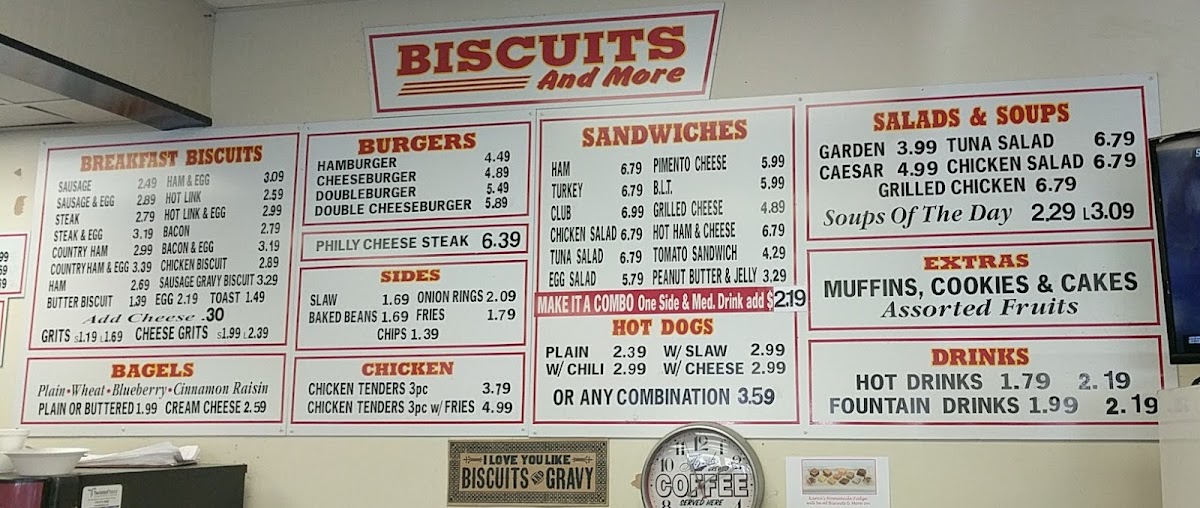 BISCUITS
And More
BREAKFAST BISCUITS
SAUSAGE 2.49 HAM & EGG 3.09
SAUSAGE & EGG 2.89 HOT LINK 2.59
STEAK 2.79 HOT LINK & EGG 2.99
STEAK & EGG 3.19 BACON 2.79
COUNTRY HAM 2.99 BACON & EGG 3.19
COUNTRY HAM & EGG 3.39 CHICKEN BISCUIT 2.89
HAM 2.69 SAUSAGE GRAVY BISCUIT 3.29
BUTTER BISCUIT 1.39 EGG 2.19 TOAST 1.49
Add Cheese .30
GRITS S1.19 L1.69 CHEESE GRITS S1.99 L2.39
BAGELS
Plain•Wheat•Blueberry•Cinnamon Raisin
PLAIN OR BUTTERED 1.99 CREAM CHEESE 2.59
BURGERS
HAMBURGER 4.49
CHEESEBURGER 4.89
DOUBLEBURGER 5.49
DOUBLE CHEESEBURGER 5.89
PHILLY CHEESE STEAK 6.39
SIDES
SLAW 1.69 ONION RINGS 2.09
BAKED BEANS 1.69 FRIES 1.79
CHIPS 1.39
CHICKEN
CHICKEN TENDERS 3pc 3.79
CHICKEN TENDERS 3pc w/ FRIES 4.99
SANDWICHES
HAM 6.79 PIMENTO CHEESE 5.99
TURKEY 6.79 B.L.T. 5.99
CLUB 6.99 GRILLED CHEESE 4.89
CHICKEN SALAD 6.79 HOT HAM & CHEESE 6.79
TUNA SALAD 6.79 TOMATO SANDWICH 4.29
EGG SALAD 5.79 PEANUT BUTTER & JELLY 3.29
MAKE IT A COMBO One Side & Med. Drink add $2.19
HOT DOGS
PLAIN 2.39 W/ SLAW 2.99
W/ CHILI 2.99 W/ CHEESE 2.99
OR ANY COMBINATION 3.59
SALADS & SOUPS
GARDEN 3.99 TUNA SALAD 6.79
CAESAR 4.99 CHICKEN SALAD 6.79
GRILLED CHICKEN 6.79
Soups Of The Day 2.29 L3.09
EXTRAS
MUFFINS, COOKIES & CAKES
Assorted Fruits
DRINKS
HOT DRINKS 1.79 2.19
FOUNTAIN DRINKS 1.99 2.19
I LOVE YOU LIKE
BISCUITS AND GRAVY
12
11
1
10
2
9
3
COFFEE
SERVED HERE